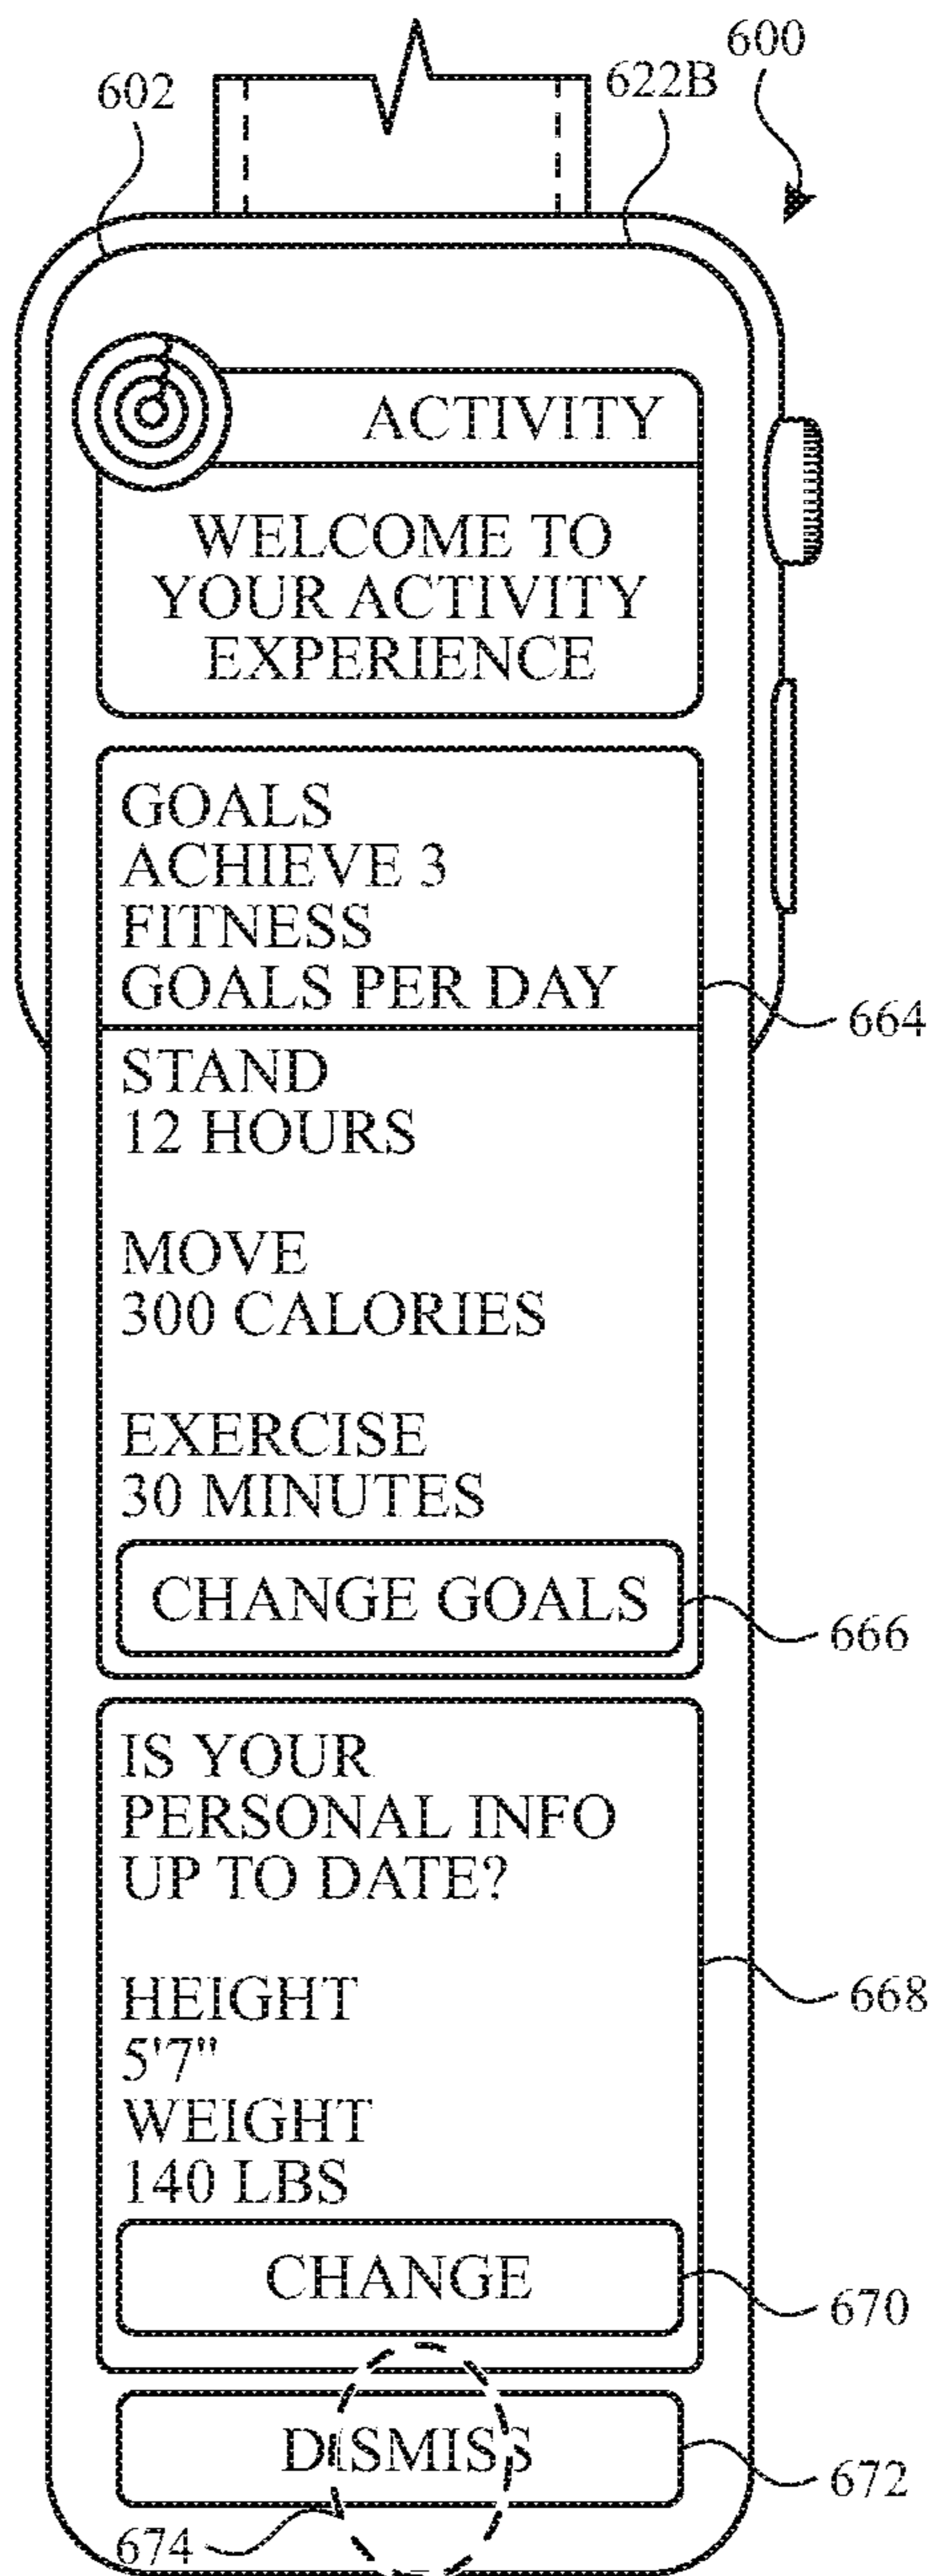 600
602
622B
ACTIVITY
WELCOME TO
YOUR ACTIVITY
EXPERIENCE
GOALS
ACHIEVE 3
FITNESS
GOALS PER DAY
664
STAND
12 HOURS
MOVE
300 CALORIES
EXERCISE
30 MINUTES
CHANGE GOALS
666
IS YOUR
PERSONAL INFO
UP TO DATE?
668
HEIGHT
5'7"
WEIGHT
140 LBS
CHANGE
670
DISMISS
672
674